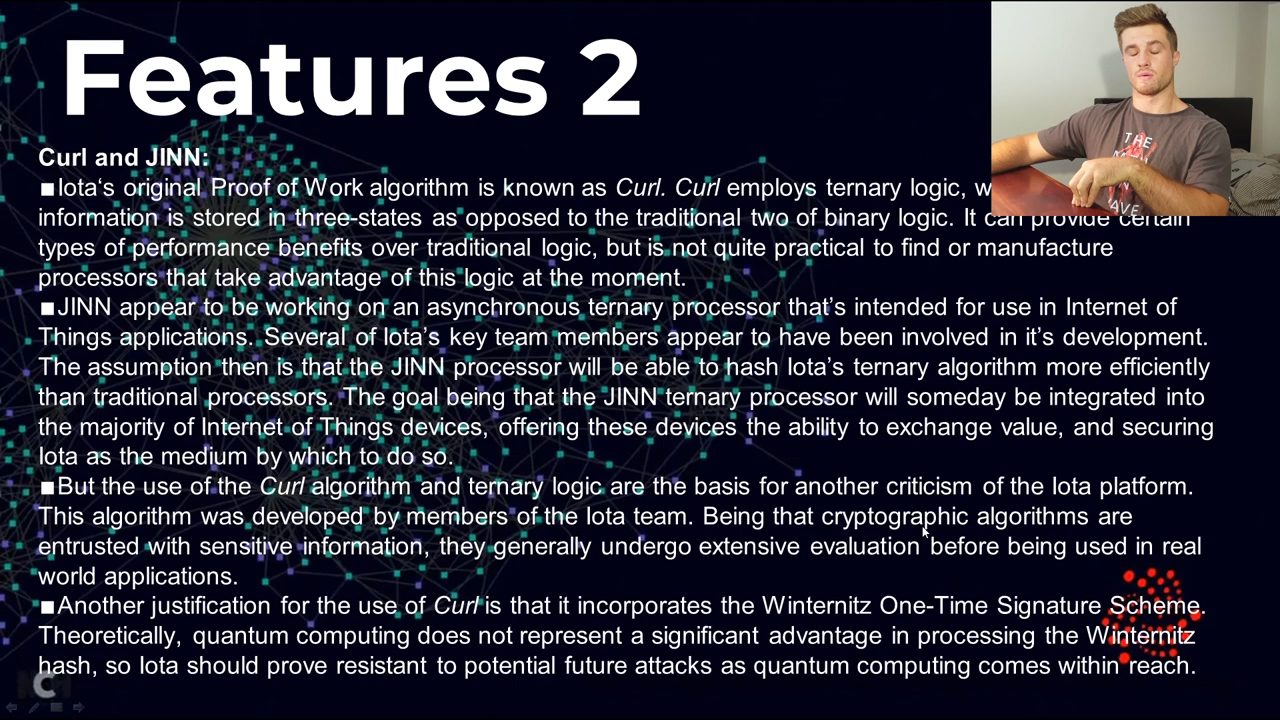 Features 2
Curl and JINN:
■Iota‘s original Proof of Work algorithm is known as Curl. Curl employs ternary logic,
information is stored in three-states as opposed to the traditional two of binary logic. It can provide certain
types of performance benefits over traditional logic, but is not quite practical to find or manufacture
processors that take advantage of this logic at the moment.
■JINN appear to be working on an asynchronous ternary processor that’s intended for use in Internet of
Things applications. Several of Iota’s key team members appear to have been involved in it’s development.
The assumption then is that the JINN processor will be able to hash Iota’s ternary algorithm more efficiently
than traditional processors. The goal being that the JINN ternary processor will someday be integrated into
the majority of Internet of Things devices, offering these devices the ability to exchange value, and securing
Iota as the medium by which to do so.
■But the use of the Curl algorithm and ternary logic are the basis for another criticism of the Iota platform.
This algorithm was developed by members of the Iota team. Being that cryptographic algorithms are
entrusted with sensitive information, they generally undergo extensive evaluation before being used in real
world applications.
■Another justification for the use of Curl is that it incorporates the Winternitz One-Time Signature Scheme.
Theoretically, quantum computing does not represent a significant advantage in processing the Winternitz
hash, so Iota should prove resistant to potential future attacks as quantum computing comes within reach.
THE